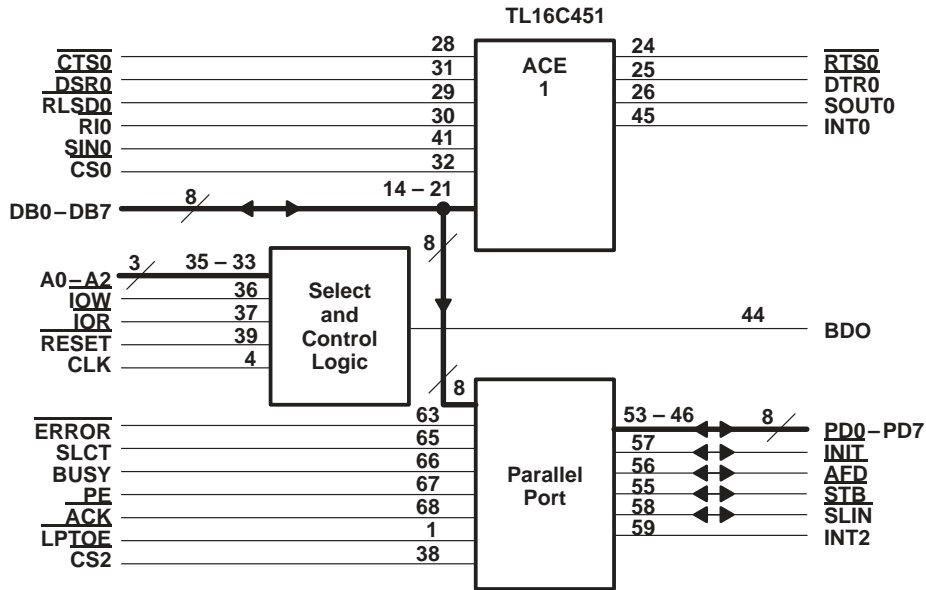 TL16C451
CTS0 28
DSR0 31
RLSD0 29
RI0 30
SIN0 41
CS0 32
ACE
1
24 RTS0
25 DTR0
26 SOUT0
45 INT0
DB0–DB7 8 14 – 21
8
A0–A2 3 35 – 33
IOW 36
IOR 37
RESET 39
CLK 4
Select
and
Control
Logic
44 BDO
8
ERROR 63
SLCT 65
BUSY 66
PE 67
ACK 68
LPTOE 1
CS2 38
Parallel
Port
53 – 46 8 PD0–PD7
57 INIT
56 AFD
55 STB
58 SLIN
59 INT2